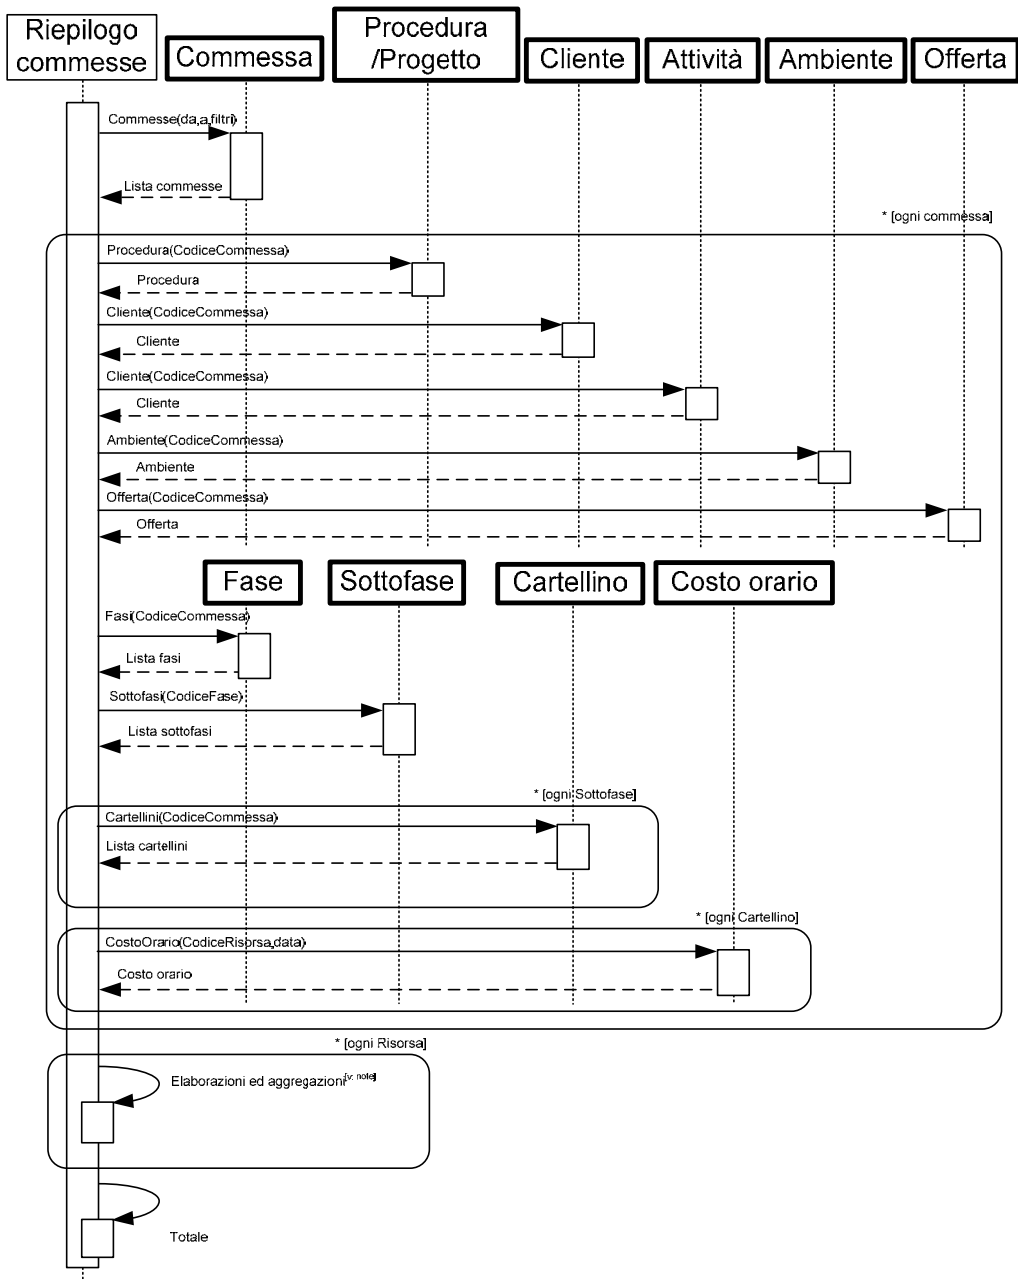 Riepilogo
commesse
Commessa
Procedura
/Progetto
Cliente
Attività
Ambiente
Offerta
Commesse(da,a,filtri)
Lista commesse
* [ogni commessa]
Procedura(CodiceCommessa)
Procedura
Cliente(CodiceCommessa)
Cliente
Cliente(CodiceCommessa)
Cliente
Ambiente(CodiceCommessa)
Ambiente
Offerta(CodiceCommessa)
Offerta
Fase
Sottofase
Cartellino
Costo orario
Fasi(CodiceCommessa)
Lista fasi
Sottofasi(CodiceFase)
Lista sottofasi
* [ogni Sottofase]
Cartellini(CodiceCommessa)
Lista cartellini
* [ogni Cartellino]
CostoOrario(CodiceRisorsa,data)
Costo orario
* [ogni Risorsa]
Elaborazioni ed aggregazioni[v. note]
Totale